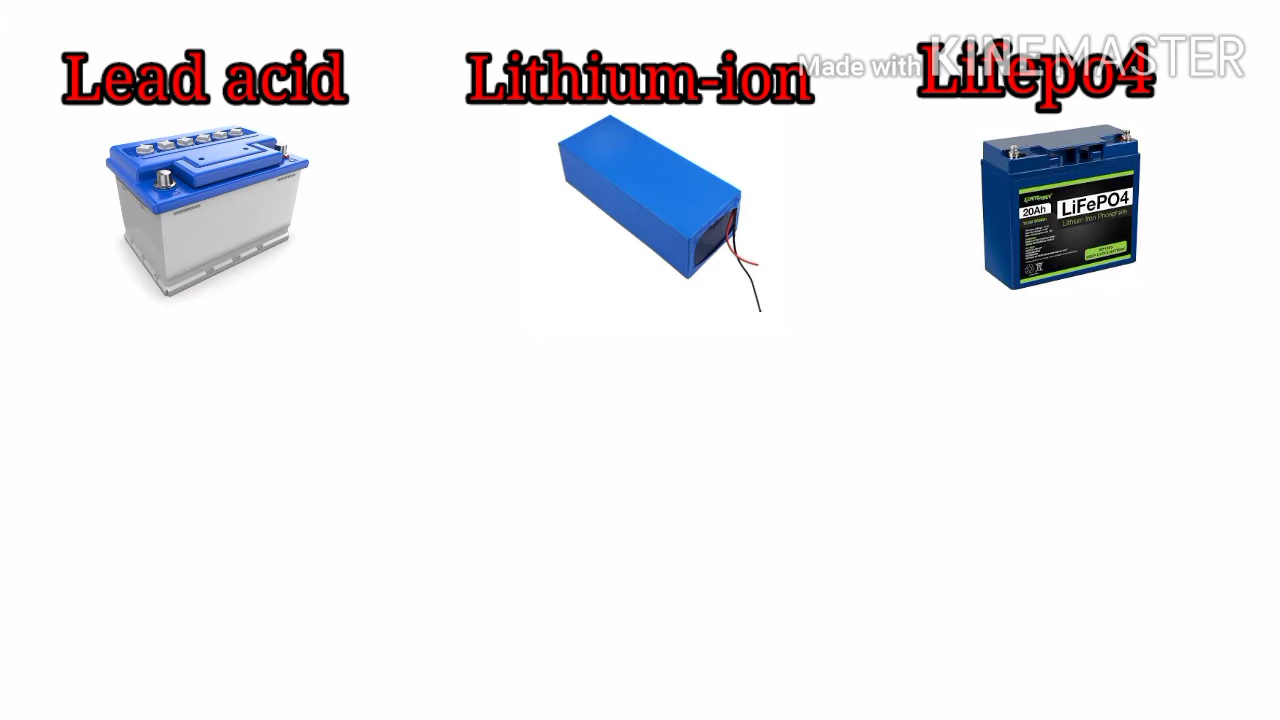 Lead acid
Lithium-ion
Lifepo4
Made with KINEMASTER
20Ah
LiFePO4
Lithium Iron Phosphate